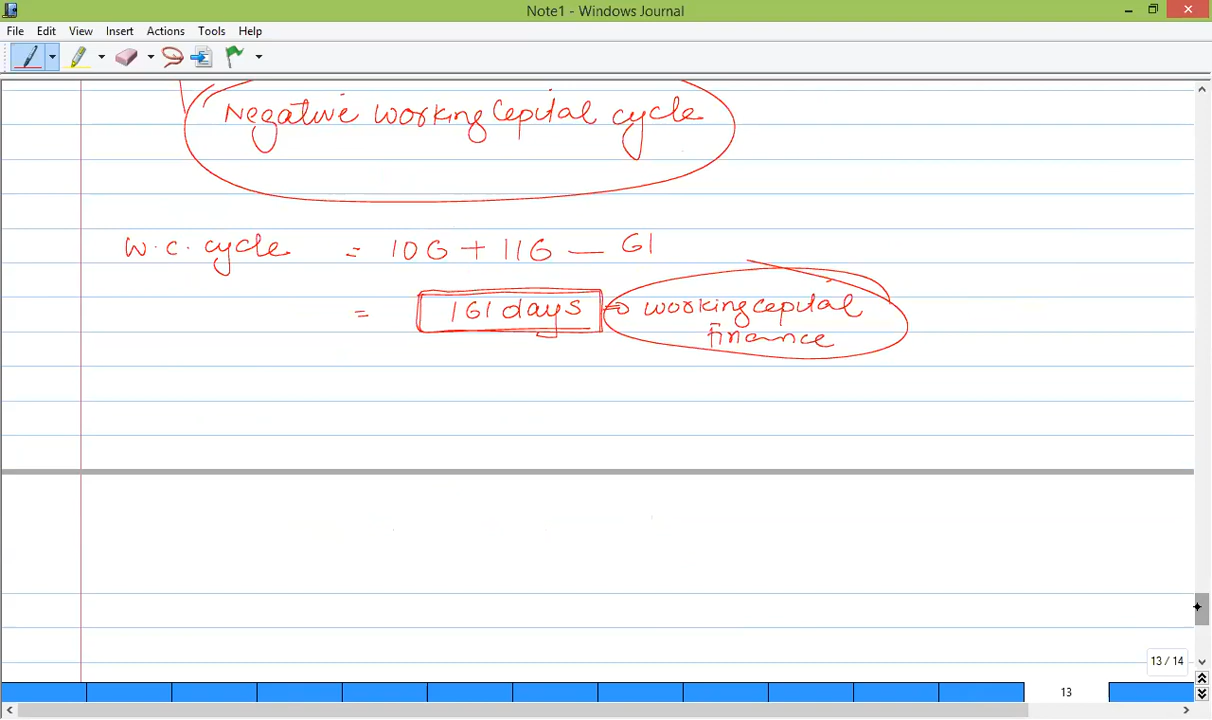 Note1 - Windows Journal
File Edit View Insert Actions Tools Help
Negative working Capital cycle
W.C. cycle = 106 + 116 — 61
= 161 days ⇒ working capital
finance
13 / 14
13